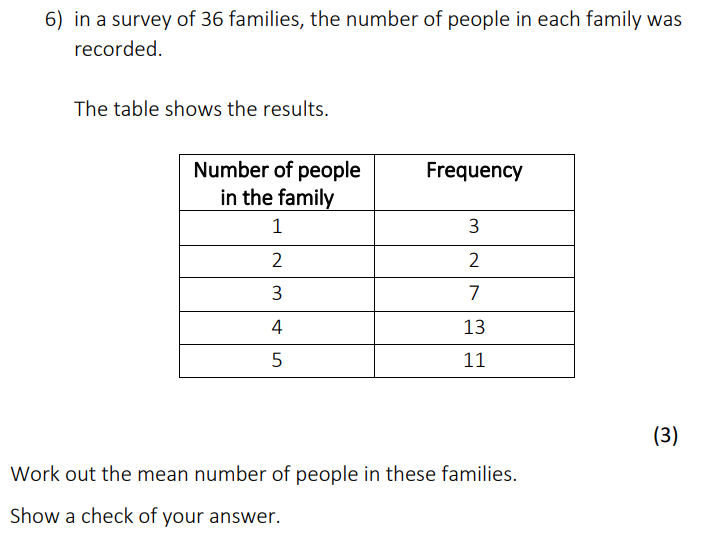 6) in a survey of 36 families, the number of people in each family was
recorded.
The table shows the results.
Number of people Frequency
in the family
1 3
2 2
3 7
4 13
5 11
(3)
Work out the mean number of people in these families.
Show a check of your answer.